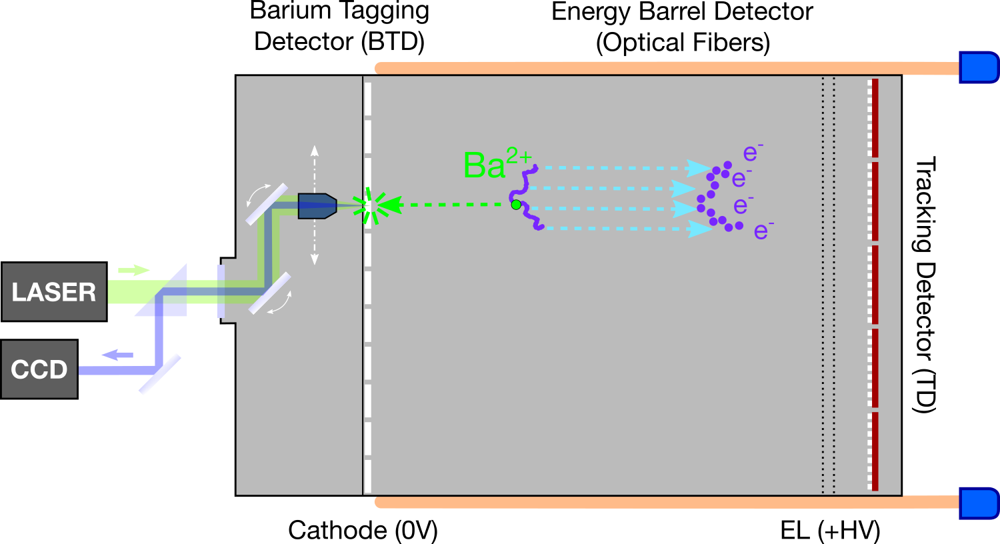 Barium Tagging
Detector (BTD)
Energy Barrel Detector
(Optical Fibers)
Ba²⁺
e⁻
e⁻
e⁻
e⁻
Tracking Detector (TD)
LASER
CCD
Cathode (0V)
EL (+HV)